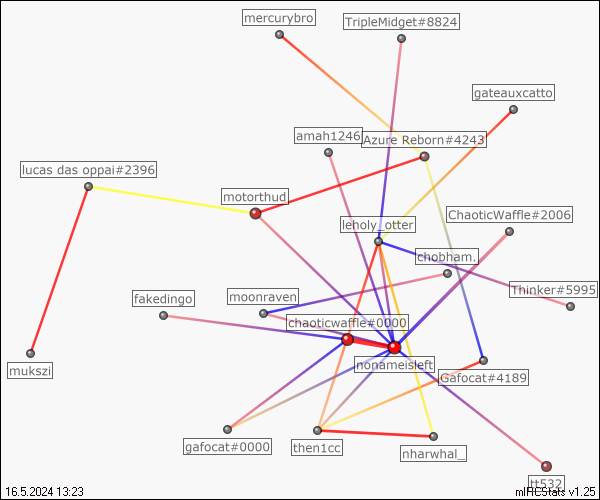 mercurybro
TripleMidget#8824
gateauxcatto
amah1246
Azure Reborn#4243
lucas das oppai#2396
motorthud
ChaoticWaffle#2006
leholy_otter
chobham.
Thinker#5995
fakedingo
moonraven
chaoticwaffle#0000
nonameisleft
mukszi
Gafocat#4189
gafocat#0000
then1cc
nharwhal_
tt532_
16.5.2024 13:23
mIRCStats v1.25